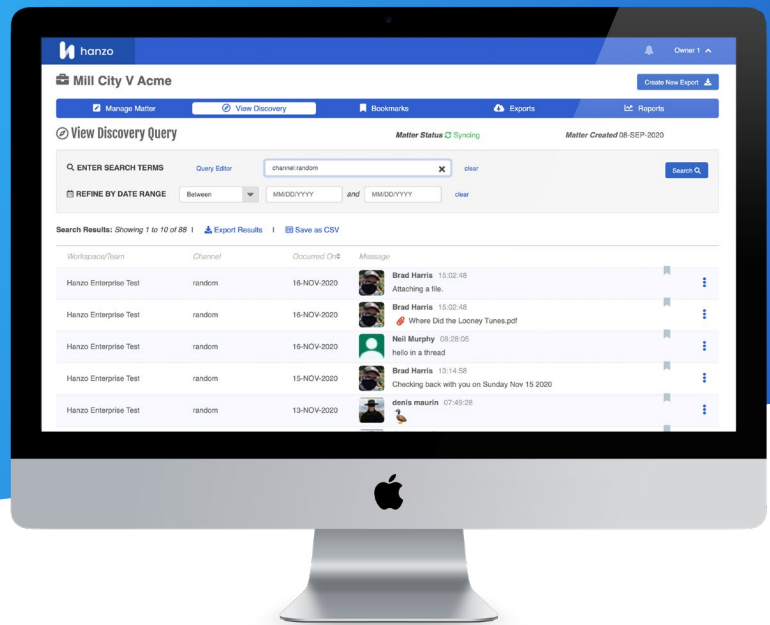 hanzo
Owner 1
Mill City V Acme
Create New Export
Manage Matter
View Discovery
Bookmarks
Exports
Reports
View Discovery Query
Matter Status Syncing
Matter Created 08-SEP-2020
ENTER SEARCH TERMS
Query Editor
channel:random
clear
Search
REFINE BY DATE RANGE
Between
MM/DD/YYYY
and
MM/DD/YYYY
clear
Search Results: Showing 1 to 10 of 88 | Export Results | Save as CSV
Workspace/Team Channel Occurred On Message
Hanzo Enterprise Test random 16-NOV-2020 Brad Harris 15:02:48
Attaching a file.
Hanzo Enterprise Test random 16-NOV-2020 Brad Harris 15:02:48
Where Did the Looney Tunes.pdf
Hanzo Enterprise Test random 16-NOV-2020 Neil Murphy 08:28:05
hello in a thread
Hanzo Enterprise Test random 15-NOV-2020 Brad Harris 13:14:58
Checking back with you on Sunday Nov 15 2020
Hanzo Enterprise Test random 13-NOV-2020 denis maurin 07:49:28